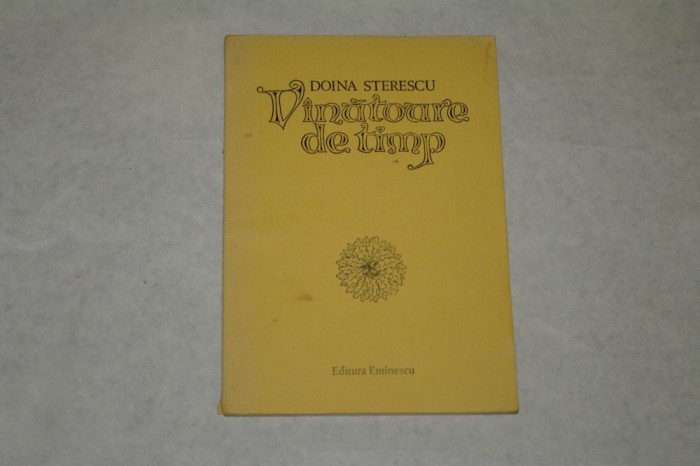 DOINA STERESCU
Vînătoare
de timp
Editura Eminescu